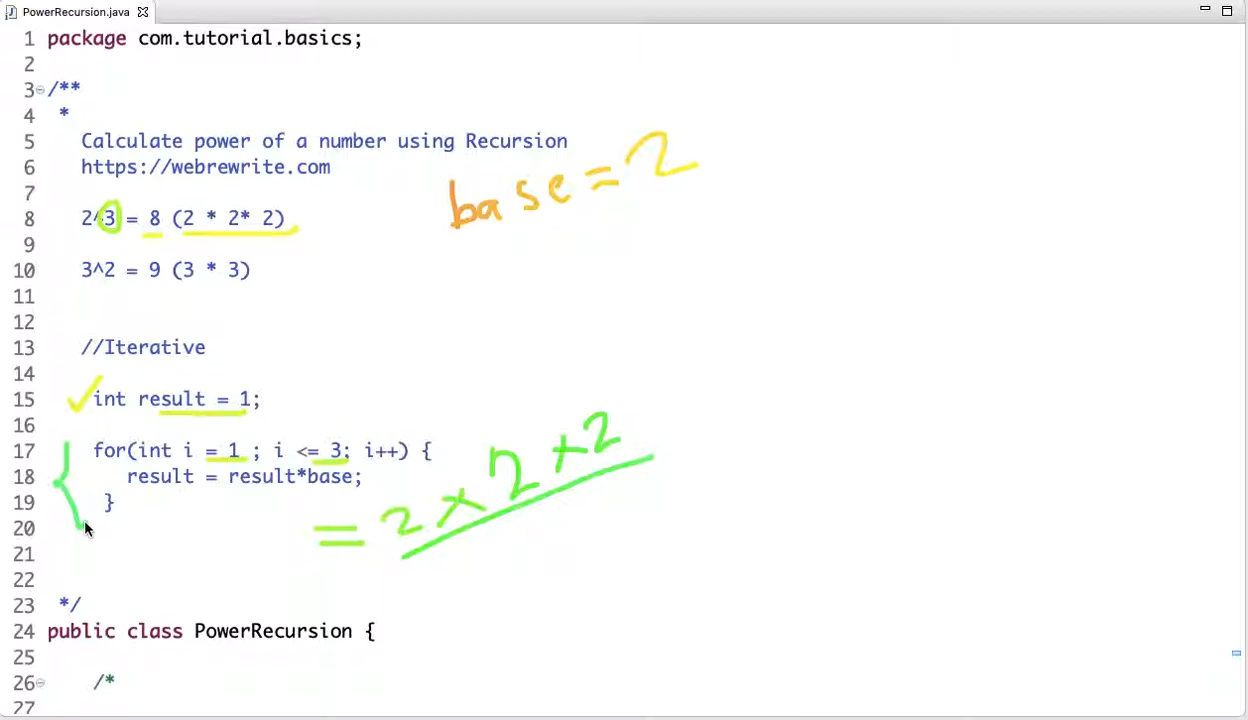 PowerRecursion.java
1 package com.tutorial.basics;
2
3 /**
4 *
5 Calculate power of a number using Recursion
6 https://webrewrite.com
7
base = 2
8 2^3 = 8 (2 * 2* 2)
9
10 3^2 = 9 (3 * 3)
11
12
13 //Iterative
14
15 int result = 1;
16
17 for(int i = 1 ; i <= 3; i++) {
18 result = result*base;
19 }
= 2 × 2 × 2
20
21
22
23 */
24 public class PowerRecursion {
25
26 /*
27